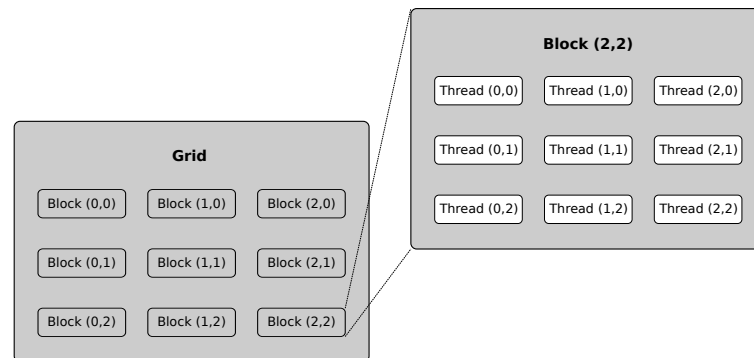 Block (2,2)
Thread (0,0) Thread (1,0) Thread (2,0)
Thread (0,1) Thread (1,1) Thread (2,1)
Thread (0,2) Thread (1,2) Thread (2,2)
Grid
Block (0,0) Block (1,0) Block (2,0)
Block (0,1) Block (1,1) Block (2,1)
Block (0,2) Block (1,2) Block (2,2)